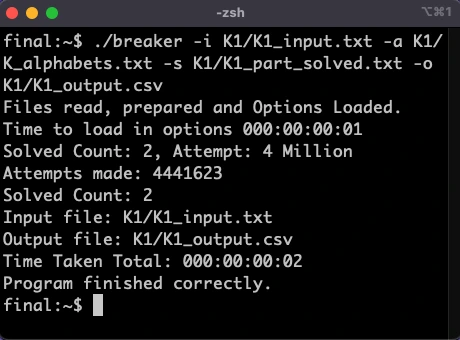 -zsh
⌥⌘1
final:~$ ./breaker -i K1/K1_input.txt -a K1/
K_alphabets.txt -s K1/K1_part_solved.txt -o
K1/K1_output.csv
Files read, prepared and Options Loaded.
Time to load in options 000:00:00:01
Solved Count: 2, Attempt: 4 Million
Attempts made: 4441623
Solved Count: 2
Input file: K1/K1_input.txt
Output file: K1/K1_output.csv
Time Taken Total: 000:00:00:02
Program finished correctly.
final:~$